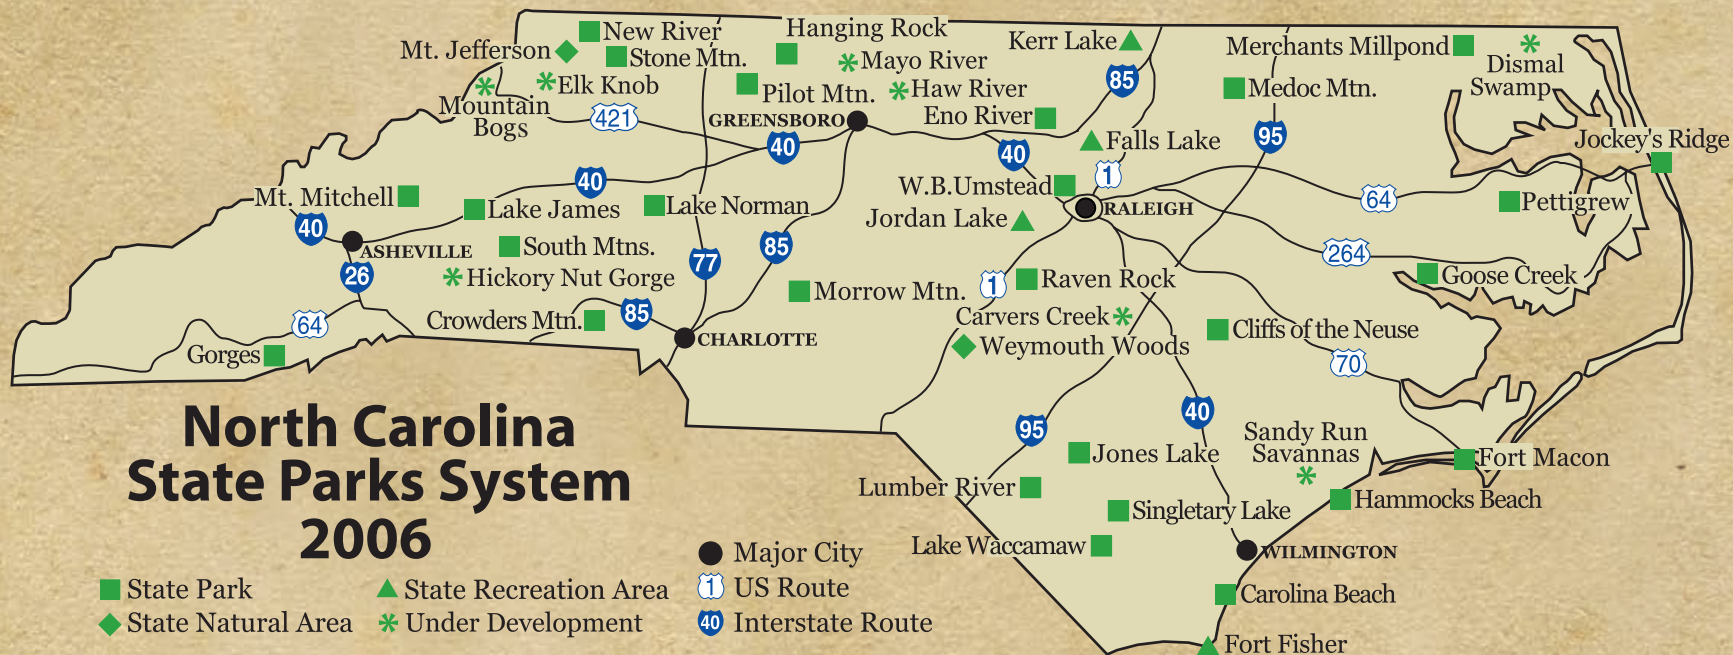 New River
Mt. Jefferson
Stone Mtn.
Hanging Rock
Mayo River
Kerr Lake
Merchants Millpond
Dismal
Swamp
Elk Knob
Mountain
Bogs
Pilot Mtn.
Haw River
85
Medoc Mtn.
421
GREENSBORO
Eno River
95
Jockey's Ridge
40
40
Falls Lake
1
40
Mt. Mitchell
Lake James
Lake Norman
W.B.Umstead
RALEIGH
64
Pettigrew
40
ASHEVILLE
South Mtns.
85
Jordan Lake
264
26
Hickory Nut Gorge
77
Morrow Mtn.
1
Raven Rock
Goose Creek
64
Crowders Mtn.
85
Carvers Creek
Cliffs of the Neuse
Gorges
CHARLOTTE
Weymouth Woods
70
North Carolina
State Parks System
2006
95
40
Sandy Run
Savannas
Jones Lake
Fort Macon
Lumber River
Hammocks Beach
Singletary Lake
Lake Waccamaw
WILMINGTON
Carolina Beach
Fort Fisher
Major City
State Park
State Recreation Area
1
US Route
State Natural Area
Under Development
40
Interstate Route